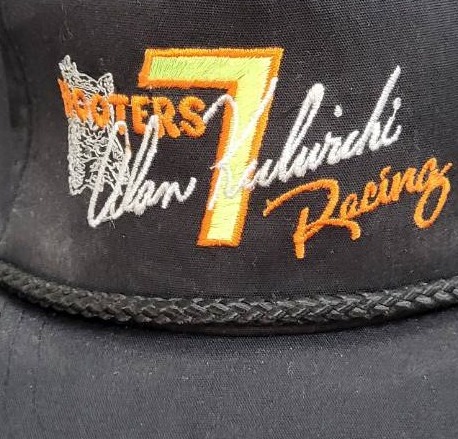 HOOTERS 7
Alan Kulwicki
Racing